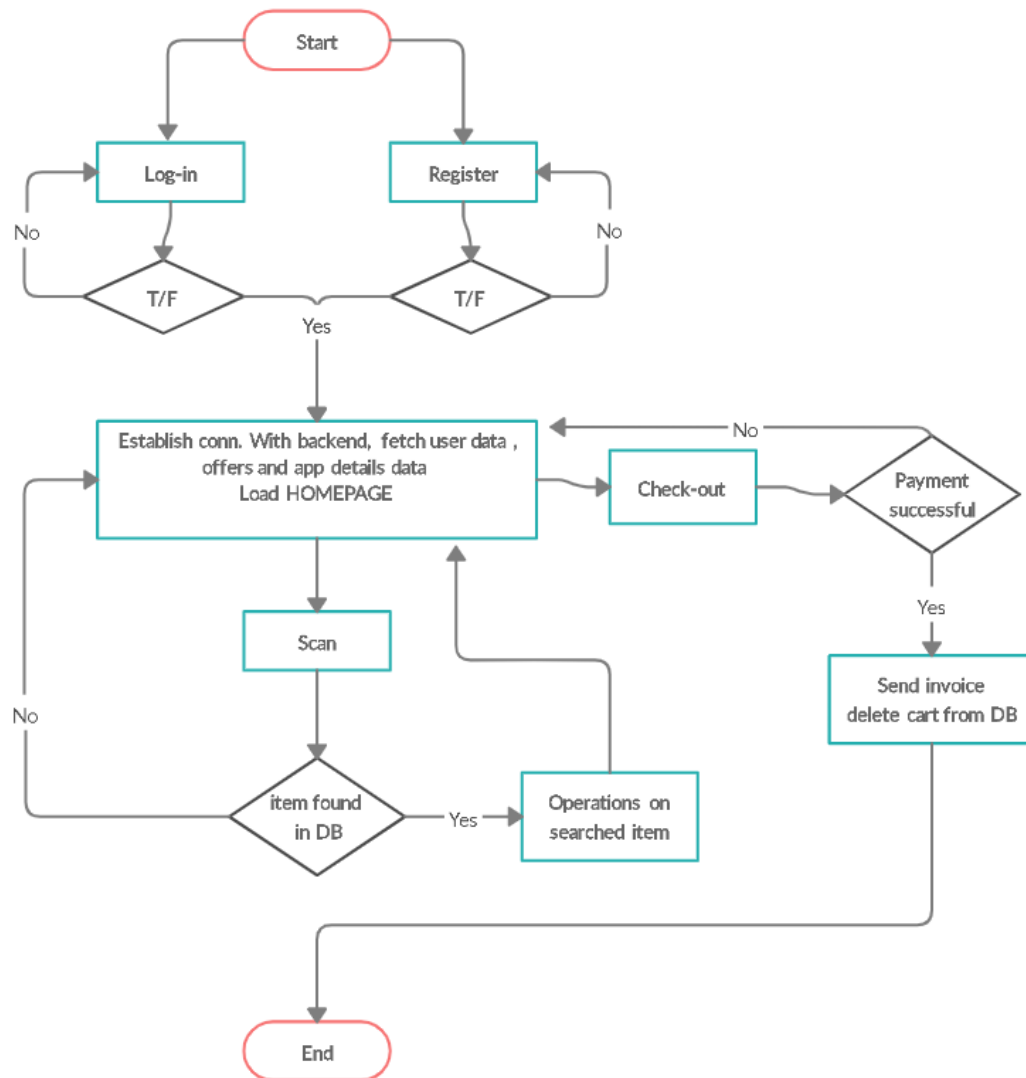 Start
Log-in
Register
No
No
T/F
T/F
Yes
Establish conn. With backend, fetch user data ,
offers and app details data
Load HOMEPAGE
No
Check-out
Payment
successful
Yes
Scan
Send invoice
delete cart from DB
No
item found
in DB
Yes
Operations on
searched item
End